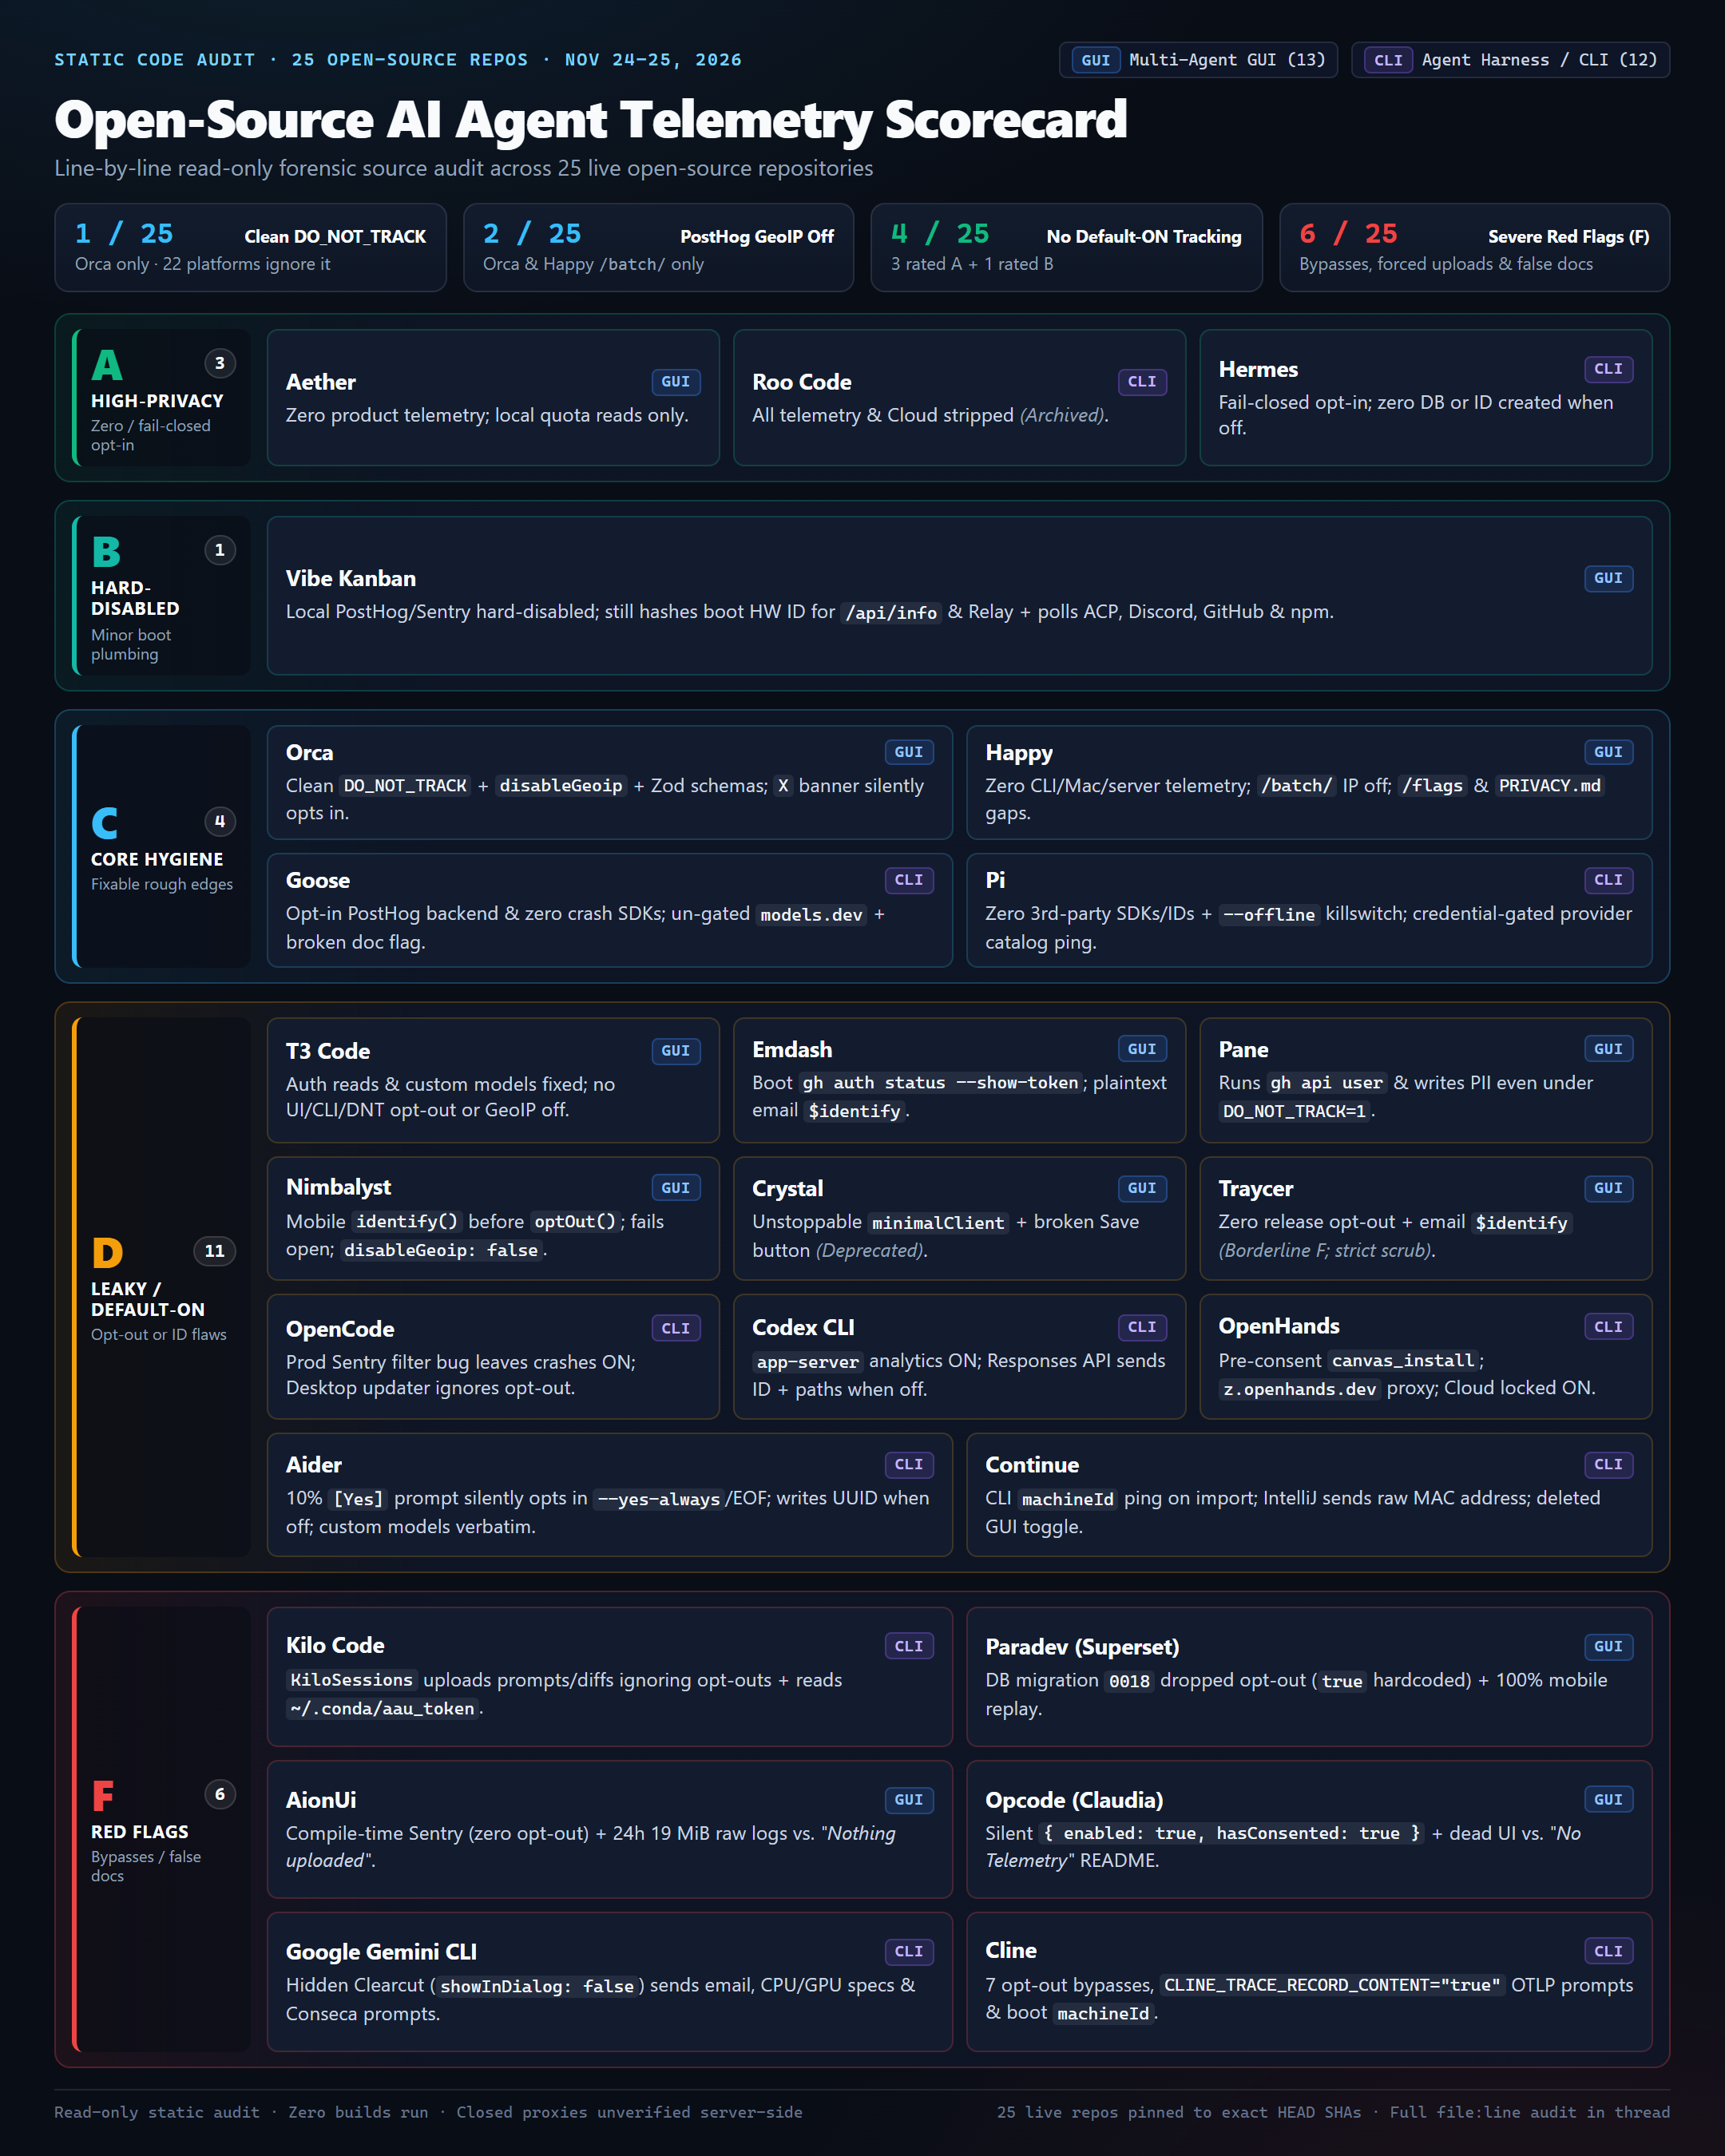 STATIC CODE AUDIT · 25 OPEN-SOURCE REPOS · NOV 24-25, 2026
GUI Multi-Agent GUI (13)
CLI Agent Harness / CLI (12)
Open-Source AI Agent Telemetry Scorecard
Line-by-line read-only forensic source audit across 25 live open-source repositories
1 / 25 Clean DO_NOT_TRACK
Orca only · 22 platforms ignore it
2 / 25 PostHog GeoIP Off
Orca & Happy /batch/ only
4 / 25 No Default-ON Tracking
3 rated A + 1 rated B
6 / 25 Severe Red Flags (F)
Bypasses, forced uploads & false docs
A 3
HIGH-PRIVACY
Zero / fail-closed
opt-in
Aether GUI
Zero product telemetry; local quota reads only.
Roo Code CLI
All telemetry & Cloud stripped (Archived).
Hermes CLI
Fail-closed opt-in; zero DB or ID created when
off.
B 1
HARD-
DISABLED
Minor boot
plumbing
Vibe Kanban GUI
Local PostHog/Sentry hard-disabled; still hashes boot HW ID for /api/info & Relay + polls ACP, Discord, GitHub & npm.
C 4
CORE HYGIENE
Fixable rough edges
Orca GUI
Clean DO_NOT_TRACK + disableGeoip + Zod schemas; X banner silently
opts in.
Happy GUI
Zero CLI/Mac/server telemetry; /batch/ IP off; /flags & PRIVACY.md
gaps.
Goose CLI
Opt-in PostHog backend & zero crash SDKs; un-gated models.dev +
broken doc flag.
Pi CLI
Zero 3rd-party SDKs/IDs + --offline killswitch; credential-gated provider
catalog ping.
D 11
LEAKY /
DEFAULT-ON
Opt-out or ID flaws
T3 Code GUI
Auth reads & custom models fixed; no
UI/CLI/DNT opt-out or GeoIP off.
Emdash GUI
Boot gh auth status --show-token; plaintext
email $identify.
Pane GUI
Runs gh api user & writes PII even under
DO_NOT_TRACK=1.
Nimbalyst GUI
Mobile identify() before optOut(); fails
open; disableGeoip: false.
Crystal GUI
Unstoppable minimalClient + broken Save
button (Deprecated).
Traycer GUI
Zero release opt-out + email $identify
(Borderline F; strict scrub).
OpenCode CLI
Prod Sentry filter bug leaves crashes ON;
Desktop updater ignores opt-out.
Codex CLI CLI
app-server analytics ON; Responses API sends
ID + paths when off.
OpenHands CLI
Pre-consent canvas_install;
z.openhands.dev proxy; Cloud locked ON.
Aider CLI
10% [Yes] prompt silently opts in --yes-always/EOF; writes UUID when
off; custom models verbatim.
Continue CLI
CLI machineId ping on import; IntelliJ sends raw MAC address; deleted
GUI toggle.
F 6
RED FLAGS
Bypasses / false
docs
Kilo Code CLI
KiloSessions uploads prompts/diffs ignoring opt-outs + reads
~/.conda/aau_token.
Paradev (Superset) GUI
DB migration 0018 dropped opt-out (true hardcoded) + 100% mobile
replay.
AionUi GUI
Compile-time Sentry (zero opt-out) + 24h 19 MiB raw logs vs. "Nothing
uploaded".
Opcode (Claudia) GUI
Silent { enabled: true, hasConsented: true } + dead UI vs. "No
Telemetry" README.
Google Gemini CLI CLI
Hidden Clearcut (showInDialog: false) sends email, CPU/GPU specs &
Conseca prompts.
Cline CLI
7 opt-out bypasses, CLINE_TRACE_RECORD_CONTENT="true" OTLP prompts
& boot machineId.
Read-only static audit · Zero builds run · Closed proxies unverified server-side
25 live repos pinned to exact HEAD SHAs · Full file:line audit in thread